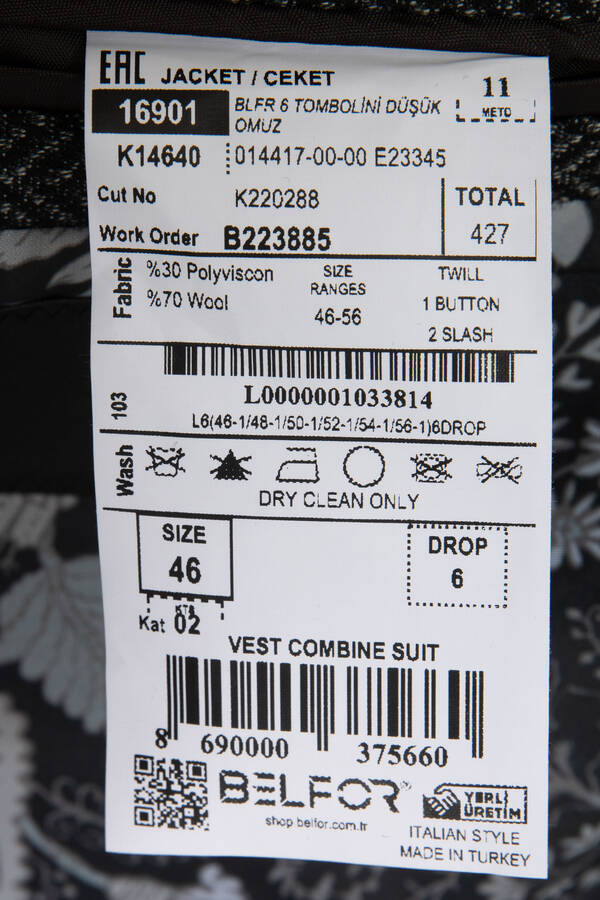 EAC JACKET / CEKET
11
METO
16901
BLFR 6 TOMBOLİNİ DÜŞÜK
OMUZ
K14640
014417-00-00 E23345
Cut No K220288
TOTAL
427
Work Order B223885
Fabric
%30 Polyviscon
%70 Wool
SIZE
RANGES
46-56
TWILL
1 BUTTON
2 SLASH
L0000001033814
103
L6(46-1/48-1/50-1/52-1/54-1/56-1)6DROP
Wash
DRY CLEAN ONLY
SIZE
46
DROP
6
KTS
Kat 02
VEST COMBINE SUIT
8 690000 375660
BELFOR®
shop.belfor.com.tr
YERLİ
ÜRETİM
ITALIAN STYLE
MADE IN TURKEY